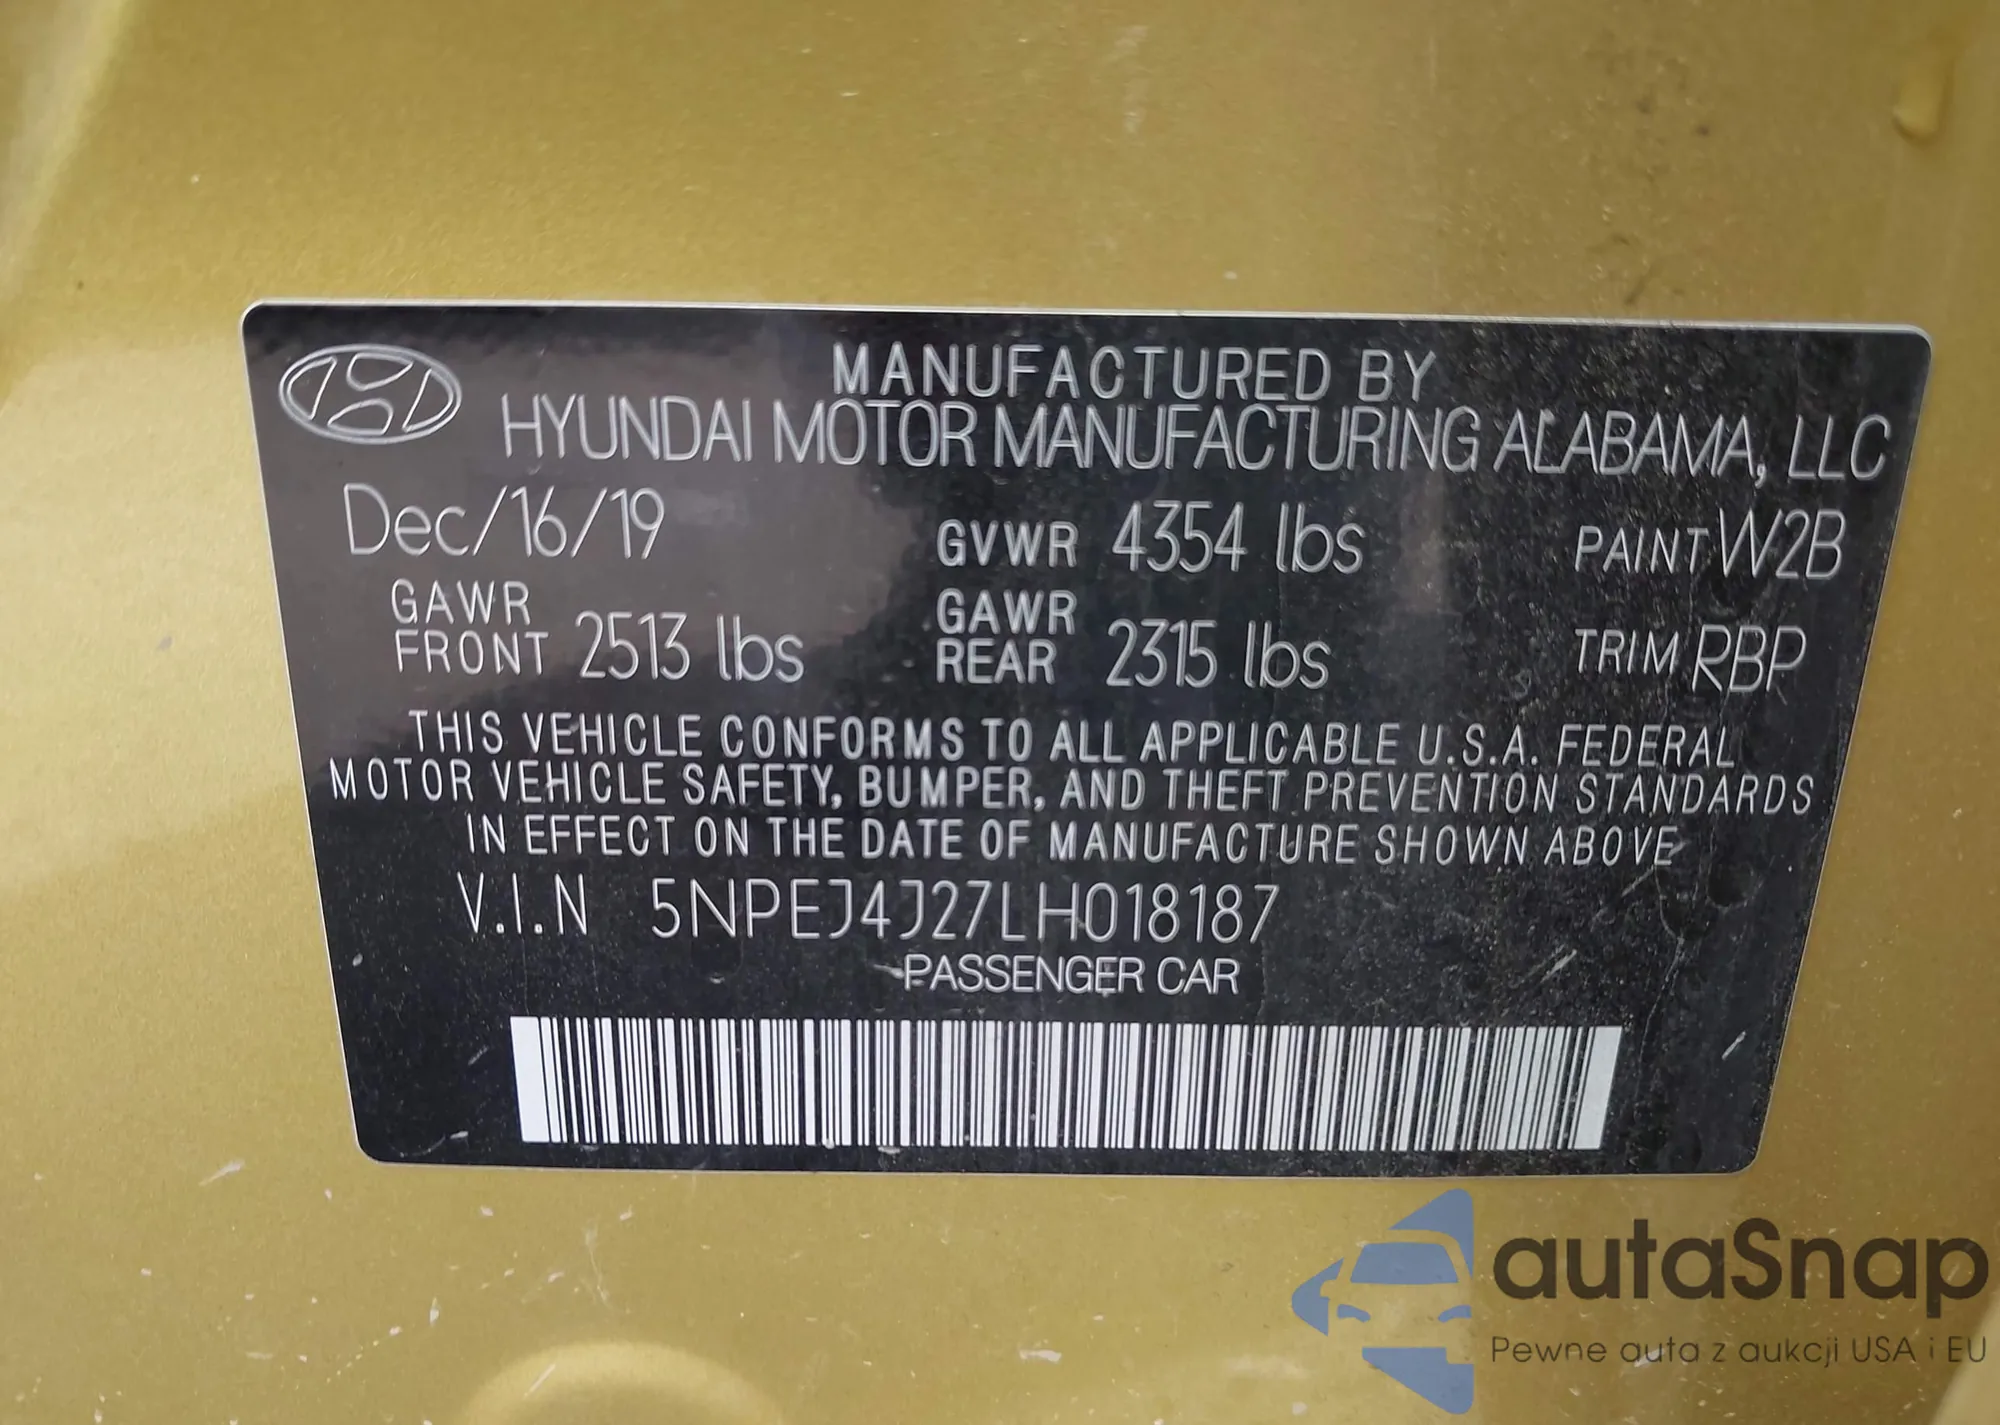 MANUFACTURED BY
HYUNDAI MOTOR MANUFACTURING ALABAMA, LLC
Dec/16/19 GVWR 4354 lbs PAINT W2B
GAWR FRONT 2513 lbs GAWR REAR 2315 lbs TRIM RBP
THIS VEHICLE CONFORMS TO ALL APPLICABLE U.S.A. FEDERAL
MOTOR VEHICLE SAFETY, BUMPER, AND THEFT PREVENTION STANDARDS
IN EFFECT ON THE DATE OF MANUFACTURE SHOWN ABOVE
V.I.N 5NPEJ4J27LH018187
PASSENGER CAR
autaSnap
Pewne auta z aukcji USA i EU